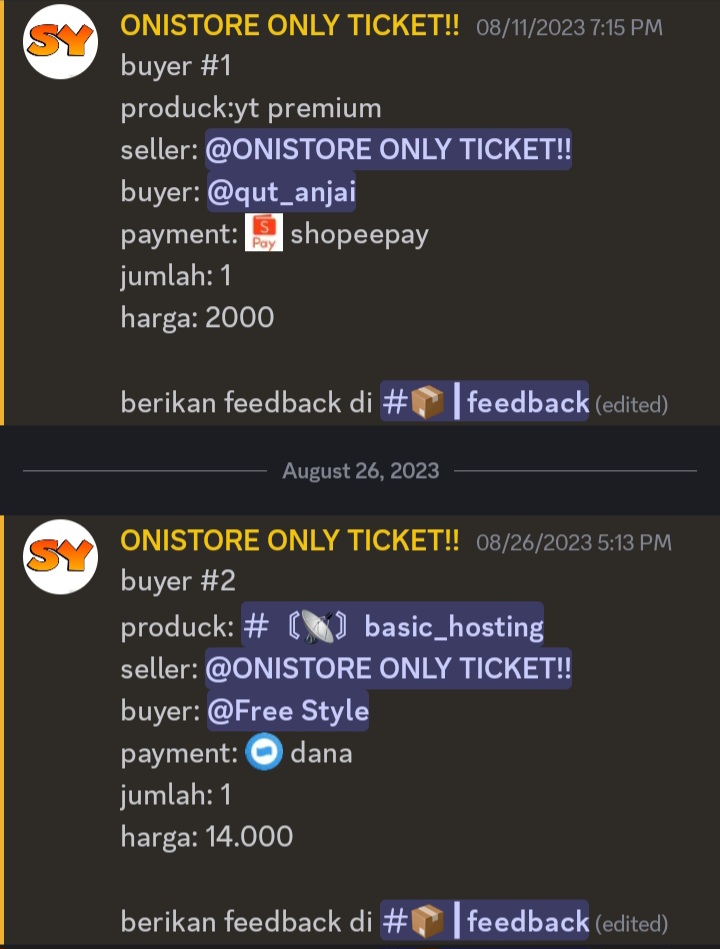 SY
ONISTORE ONLY TICKET!! 08/11/2023 7:15 PM
buyer #1
produck:yt premium
seller: @ONISTORE ONLY TICKET!!
buyer: @qut_anjai
payment: S Pay shopeepay
jumlah: 1
harga: 2000
berikan feedback di #📦┃feedback (edited)
August 26, 2023
SY
ONISTORE ONLY TICKET!! 08/26/2023 5:13 PM
buyer #2
produck: # 〘📡〙basic_hosting
seller: @ONISTORE ONLY TICKET!!
buyer: @Free Style
payment: dana
jumlah: 1
harga: 14.000
berikan feedback di #📦┃feedback (edited)